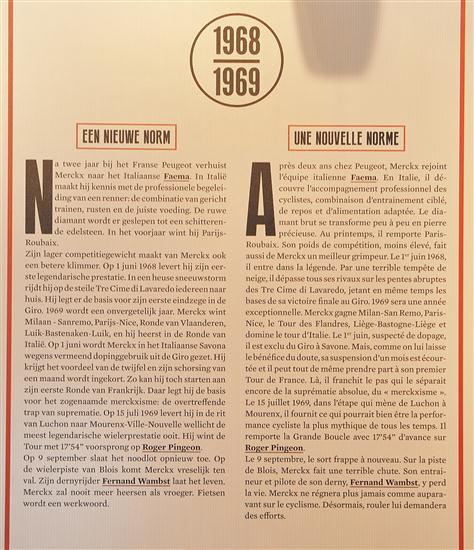 1968
1969
EEN NIEUWE NORM
Na twee jaar bij het Franse Peugeot verhuist
Merckx naar het Italiaanse Faema. In Italië
maakt hij kennis met de professionele begelei-
ding van een renner: de combinatie van gericht
trainen, rusten en de juiste voeding. De ruwe
diamant wordt er geslepen tot een schitteren-
de edelsteen. In het voorjaar wint hij Parijs-
Roubaix.
Zijn lager competitiegewicht maakt van Merckx ook
een betere klimmer. Op 1 juni 1968 levert hij zijn eer-
ste legendarische prestatie. In een heuse sneeuwstorm
rijdt hij op de steile Tre Cime di Lavaredo iedereen naar
huis. Hij legt er de basis voor zijn eerste eindzege in de
Giro. 1969 wordt een onvergetelijk jaar. Merckx wint
Milaan - Sanremo, Parijs-Nice, Ronde van Vlaanderen,
Luik-Bastenaken-Luik, en hij heerst in de Ronde van
Italië. Op 1 juni wordt Merckx in het Italiaanse Savona
wegens vermeend dopinggebruik uit de Giro gezet. Hij
krijgt het voordeel van de twijfel en zijn schorsing van
een maand wordt ingekort. Zo kan hij toch starten aan
zijn eerste Ronde van Frankrijk. Daar legt hij de basis
voor het zogenaamde merckxisme: de overtreffende
trap van suprematie. Op 15 juli 1969 levert hij in de rit
van Luchon naar Mourenx-Ville-Nouvelle wellicht de
meest legendarische wielerprestatie ooit. Hij wint de
Tour met 17'54" voorsprong op Roger Pingeon.
Op 9 september slaat het noodlot opnieuw toe. Op
de wielerpiste van Blois komt Merckx vreselijk ten
val. Zijn dernyrijder Fernand Wambst laat het leven.
Merckx zal nooit meer heersen als vroeger. Fietsen
wordt een werkwoord.
UNE NOUVELLE NORME
Après deux ans chez Peugeot, Merckx rejoint
l'équipe italienne Faema. En Italie, il dé-
couvre l'accompagnement professionnel des
cyclistes, combinaison d'entrainement ciblé,
de repos et d'alimentation adaptée. Le dia-
mant brut se transforme peu à peu en pierre
précieuse. Au printemps, il remporte Paris-
Roubaix. Son poids de compétition, moins élevé, fait
aussi de Merckx un meilleur grimpeur. Le 1er juin 1968,
il entre dans la légende. Par une terrible tempête de
neige, il dépasse tous ses rivaux sur les pentes abruptes
des Tre Cime di Lavaredo, jetant en même temps les
bases de sa victoire finale au Giro. 1969 sera une année
exceptionnelle. Merckx gagne Milan-San Remo, Paris-
Nice, le Tour des Flandres, Liège-Bastogne-Liège et
domine le tour d'Italie. Le 1er juin, suspecté de dopage,
il est exclu du Giro à Savone. Mais, comme on lui laisse
le bénéfice du doute, sa suspension d'un mois est écour-
tée et il peut tout de même prendre part à son premier
Tour de France. Là, il franchit le pas qui le séparait
encore de la suprématie absolue, du « merckxisme ».
Le 15 juillet 1969, dans l'étape qui mène de Luchon à
Mourenx, il fournit ce qui pourrait bien être la perfor-
mance cycliste la plus mythique de tous les temps. Il
remporte la Grande Boucle avec 17'54" d'avance sur
Roger Pingeon.
Le 9 septembre, le sort frappe à nouveau. Sur la piste
de Blois, Merckx fait une terrible chute. Son entrai-
neur et pilote de son derny, Fernand Wambst, y perd
la vie. Merckx ne régnera plus jamais comme aupara-
vant sur le cyclisme. Désormais, rouler lui demandera
des efforts.